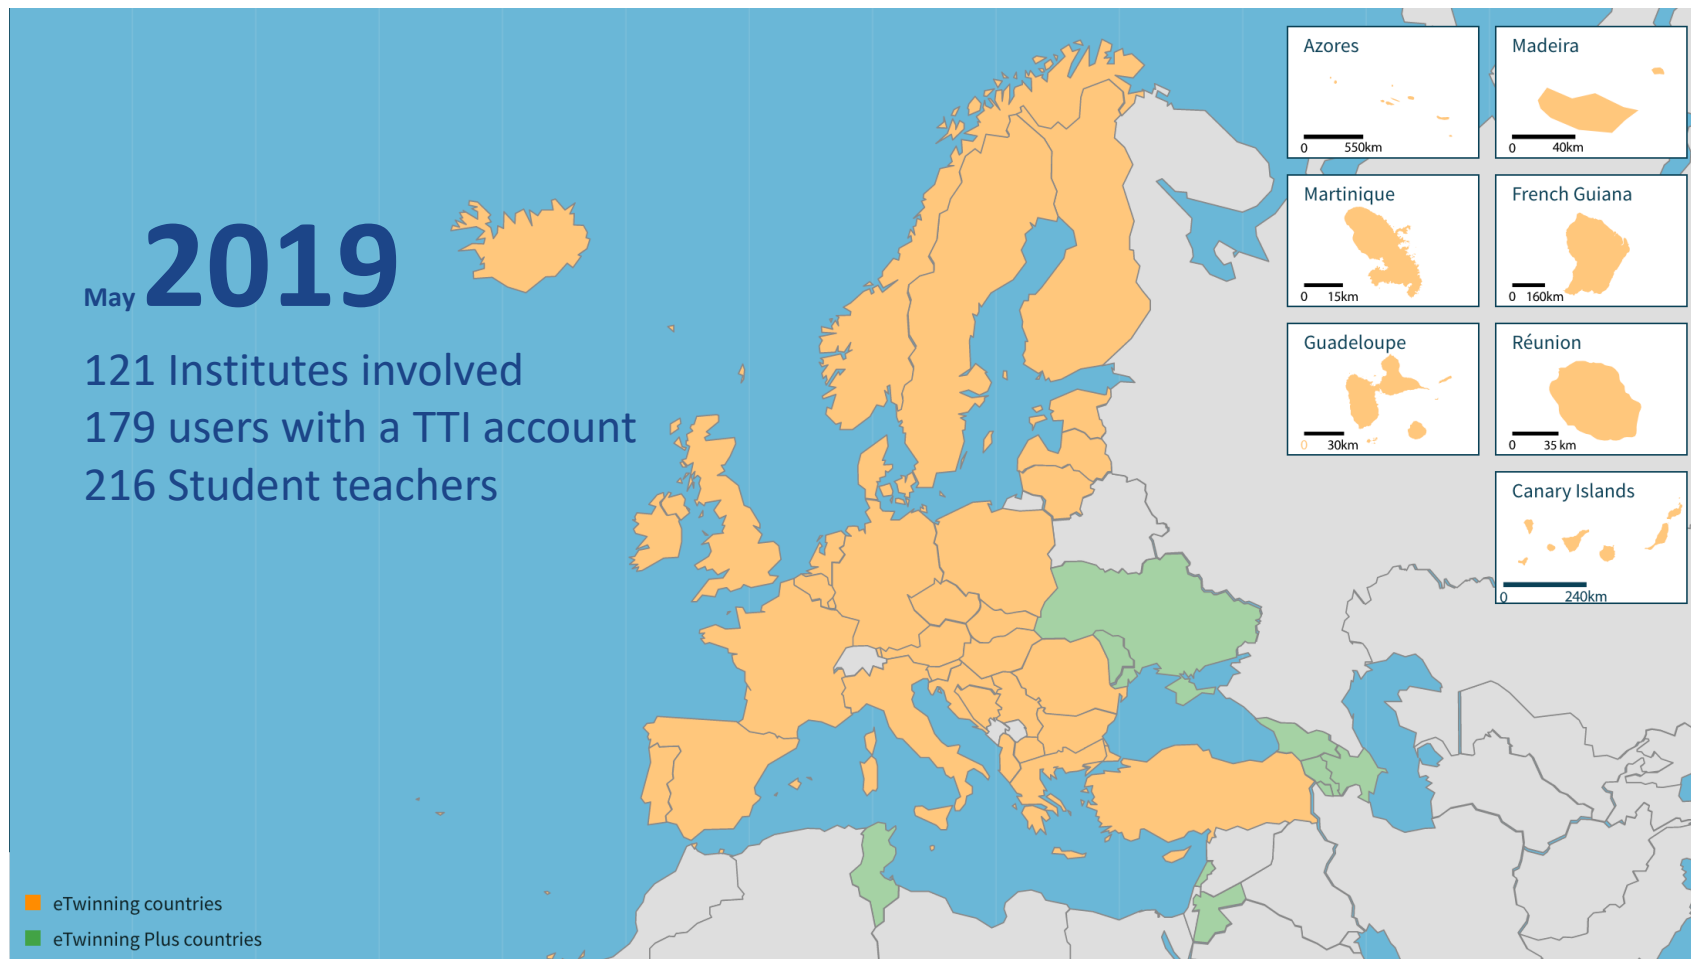 May 2019
121 Institutes involved
179 users with a TTI account
216 Student teachers
eTwinning countries
eTwinning Plus countries
Azores
0 550km
Madeira
0 40km
Martinique
0 15km
French Guiana
0 160km
Guadeloupe
0 30km
Réunion
0 35 km
Canary Islands
0 240km